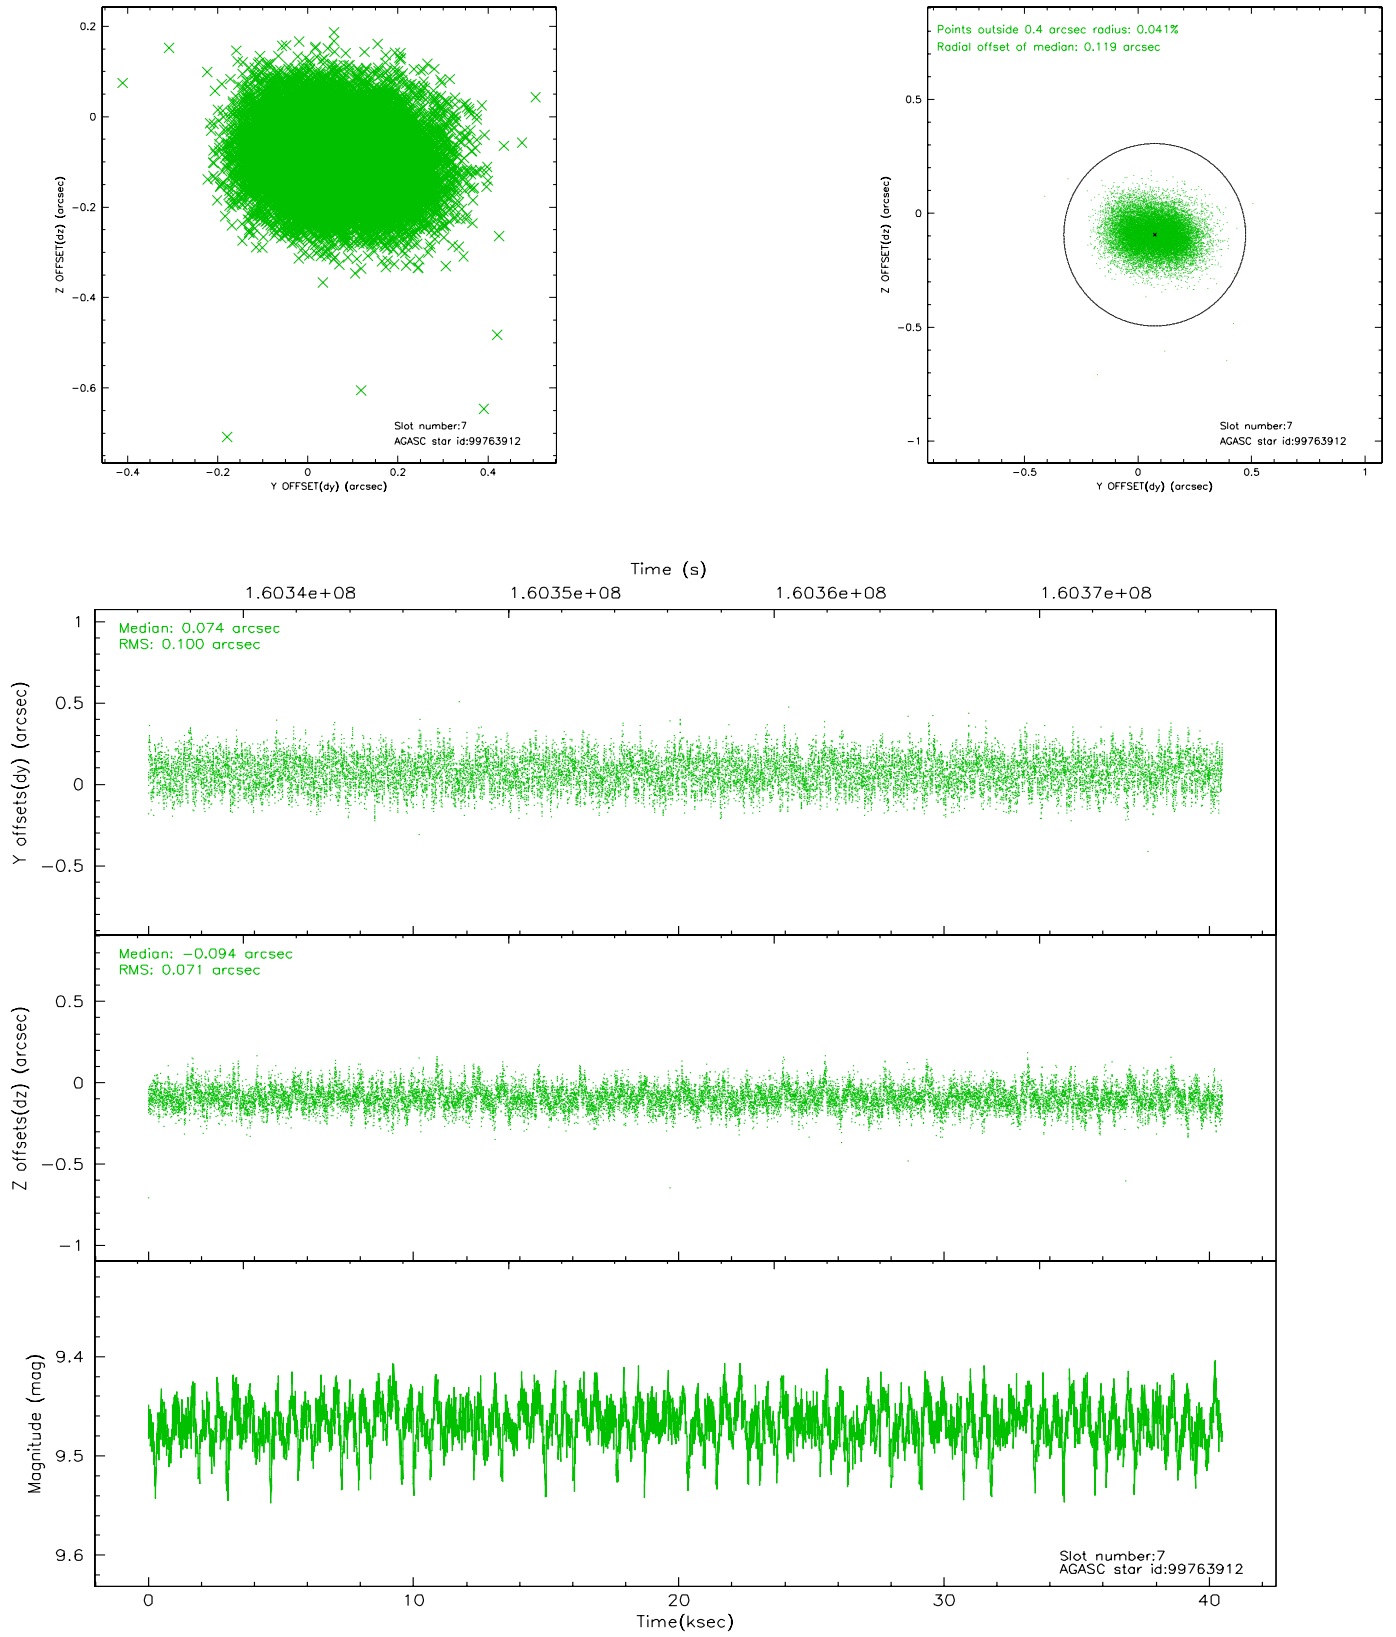 0.2
0
−0.2
−0.4
−0.6
Z OFFSET(dz) (arcsec)
−0.4
−0.2
0
0.2
0.4
Y OFFSET(dy) (arcsec)
Slot number:7
AGASC star id:99763912
Points outside 0.4 arcsec radius: 0.041%
Radial offset of median: 0.119 arcsec
0.5
0
−0.5
−1
Z OFFSET(dz) (arcsec)
−0.5
0
0.5
1
Y OFFSET(dy) (arcsec)
Slot number:7
AGASC star id:99763912
Time (s)
1.6034e+08
1.6035e+08
1.6036e+08
1.6037e+08
Median: 0.074 arcsec
RMS: 0.100 arcsec
1
0.5
0
−0.5
Y offsets(dy) (arcsec)
Median: −0.094 arcsec
RMS: 0.071 arcsec
0.5
0
−0.5
−1
Z offsets(dz) (arcsec)
9.4
9.5
9.6
Magnitude (mag)
Slot number:7
AGASC star id:99763912
0
10
20
30
40
Time(ksec)